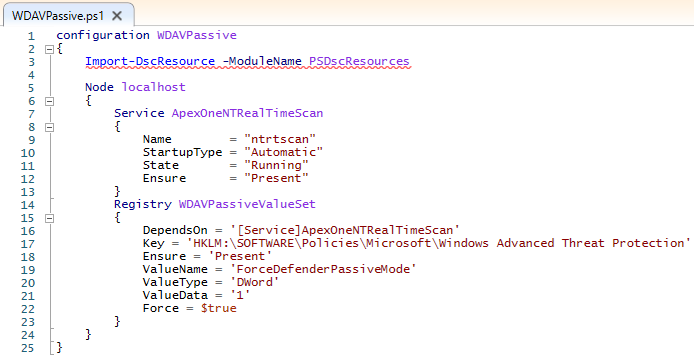 WDAVPassive.ps1 X
1 configuration WDAVPassive
2 {
3 Import-DscResource -ModuleName PSDscResources
4
5 Node localhost
6 {
7 Service ApexOneNTRealTimeScan
8 {
9 Name = "ntrtscan"
10 StartupType = "Automatic"
11 State = "Running"
12 Ensure = "Present"
13 }
14 Registry WDAVPassiveValueSet
15 {
16 DependsOn = '[Service]ApexOneNTRealTimeScan'
17 Key = 'HKLM:\SOFTWARE\Policies\Microsoft\Windows Advanced Threat Protection'
18 Ensure = 'Present'
19 ValueName = 'ForceDefenderPassiveMode'
20 ValueType = 'DWord'
21 ValueData = '1'
22 Force = $true
23 }
24 }
25 }